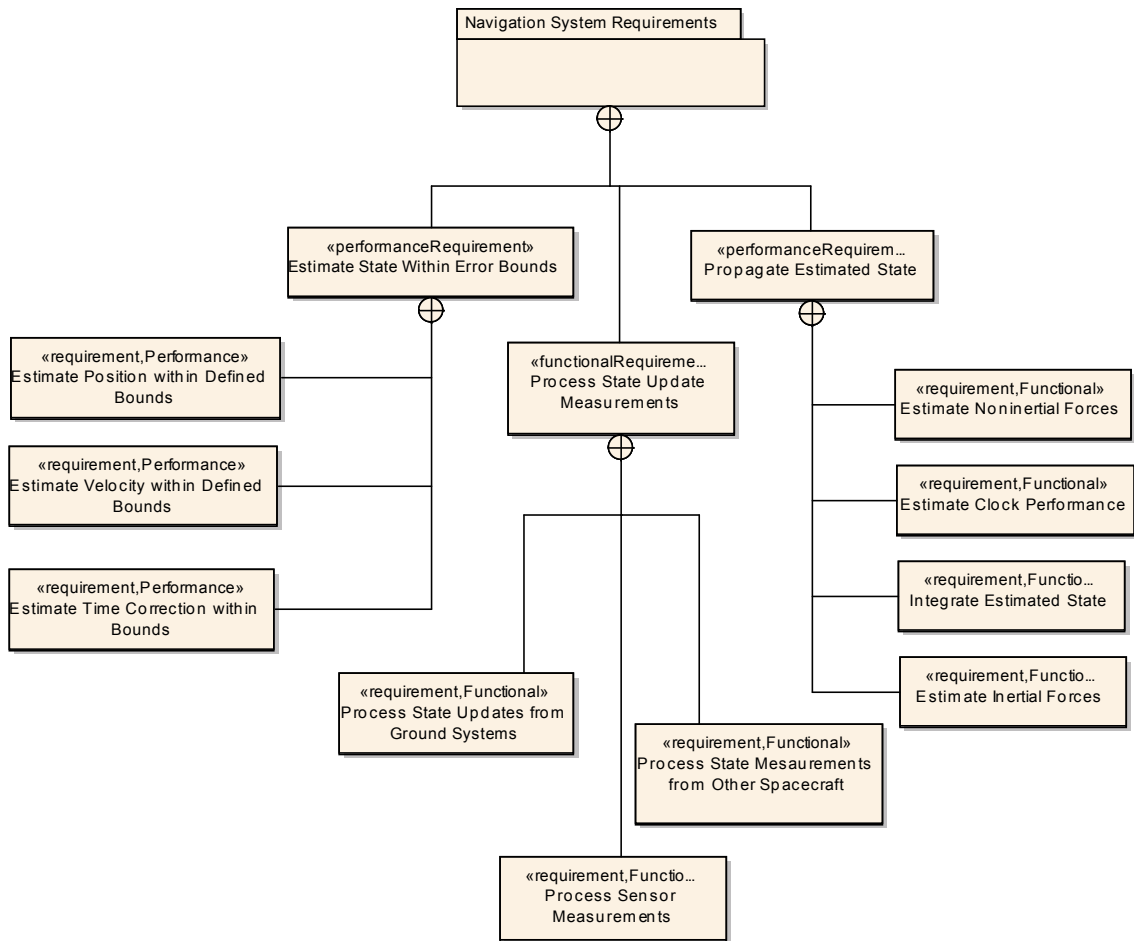 Navigation System Requirements
«performanceRequirement»
Estimate State Within Error Bounds
«performanceRequirem...
Propagate Estimated State
«requirement,Performance»
Estimate Position within Defined
Bounds
«functionalRequireme...
Process State Update
Measurements
«requirement,Functional»
Estimate Noninertial Forces
«requirement,Performance»
Estimate Velocity within Defined
Bounds
«requirement,Functional»
Estimate Clock Performance
«requirement,Performance»
Estimate Time Correction within
Bounds
«requirement,Functio...
Integrate Estimated State
«requirement,Functio...
Estimate Inertial Forces
«requirement,Functional»
Process State Updates from
Ground Systems
«requirement,Functional»
Process State Mesaurements
from Other Spacecraft
«requirement,Functio...
Process Sensor
Measurements